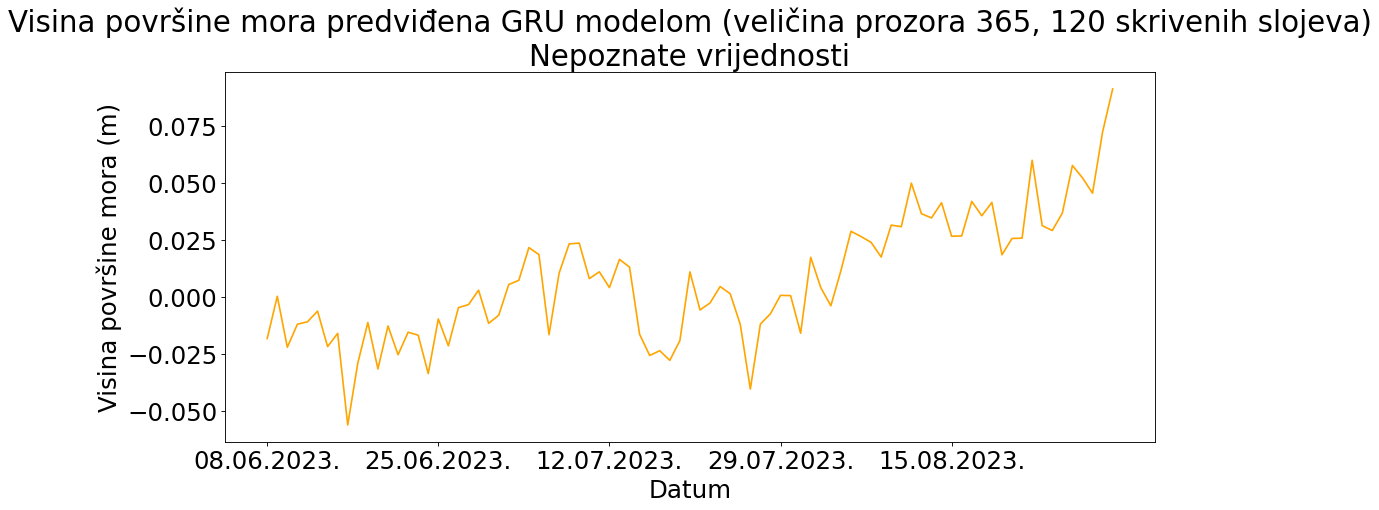 Visina površine mora predviđena GRU modelom (veličina prozora 365, 120 skrivenih slojeva)
Nepoznate vrijednosti
Visina površine mora (m)
0.075
0.050
0.025
0.000
−0.025
−0.050
08.06.2023. 25.06.2023. 12.07.2023. 29.07.2023. 15.08.2023.
Datum